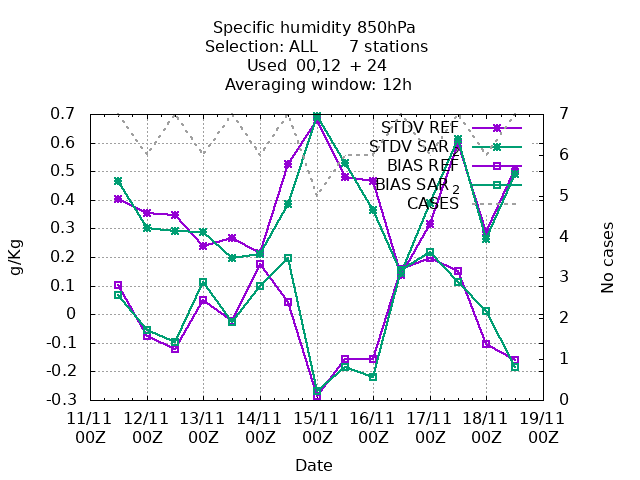 Specific humidity 850hPa
Selection: ALL 7 stations
Used 00,12 + 24
Averaging window: 12h
STDV REF
STDV SAR 2
BIAS REF
BIAS SAR 2
CASES
g/Kg
0.7
0.6
0.5
0.4
0.3
0.2
0.1
0
-0.1
-0.2
-0.3
No cases
7
6
5
4
3
2
1
0
11/11 12/11 13/11 14/11 15/11 16/11 17/11 18/11 19/11
00Z 00Z 00Z 00Z 00Z 00Z 00Z 00Z 00Z
Date